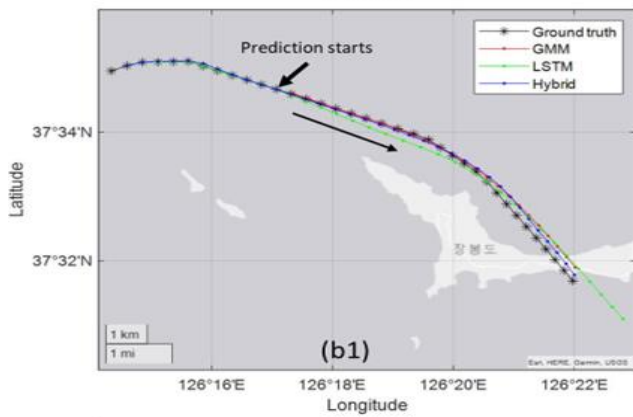 Ground truth
GMM
LSTM
Hybrid
Prediction starts
37°34'N
37°32'N
Latitude
장봉도
1 km
1 mi
(b1)
Esri, HERE, Garmin, USGS
126°16'E
126°18'E
126°20'E
126°22'E
Longitude